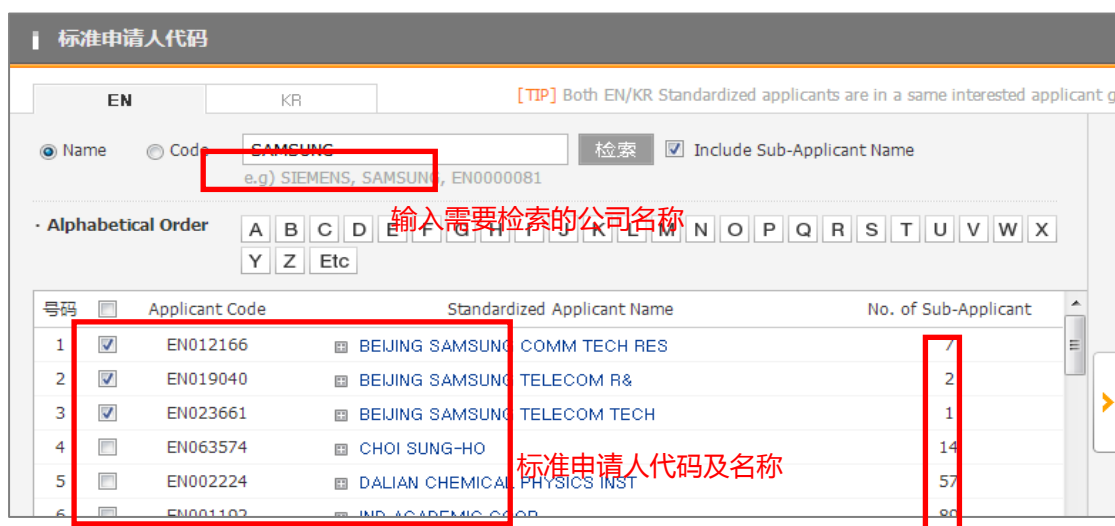 标准申请人代码
EN KR [TIP] Both EN/KR Standardized applicants are in a same interested applicant g
Name Code SAMSUNG 检索 Include Sub-Applicant Name
e.g) SIEMENS, SAMSUNG, EN0000081
输入需要检索的公司名称
· Alphabetical Order A B C D E F G H I J K L M N O P Q R S T U V W X
Y Z Etc
号码 Applicant Code Standardized Applicant Name No. of Sub-Applicant
1 EN012166 BEIJING SAMSUNG COMM TECH RES 7
2 EN019040 BEIJING SAMSUNG TELECOM R& 2
3 EN023661 BEIJING SAMSUNG TELECOM TECH 1
4 EN063574 CHOI SUNG-HO 14
标准申请人代码及名称
5 EN002224 DALIAN CHEMICAL PHYSICS INST 57
6 EN001192 IND ACADEMIC COOP